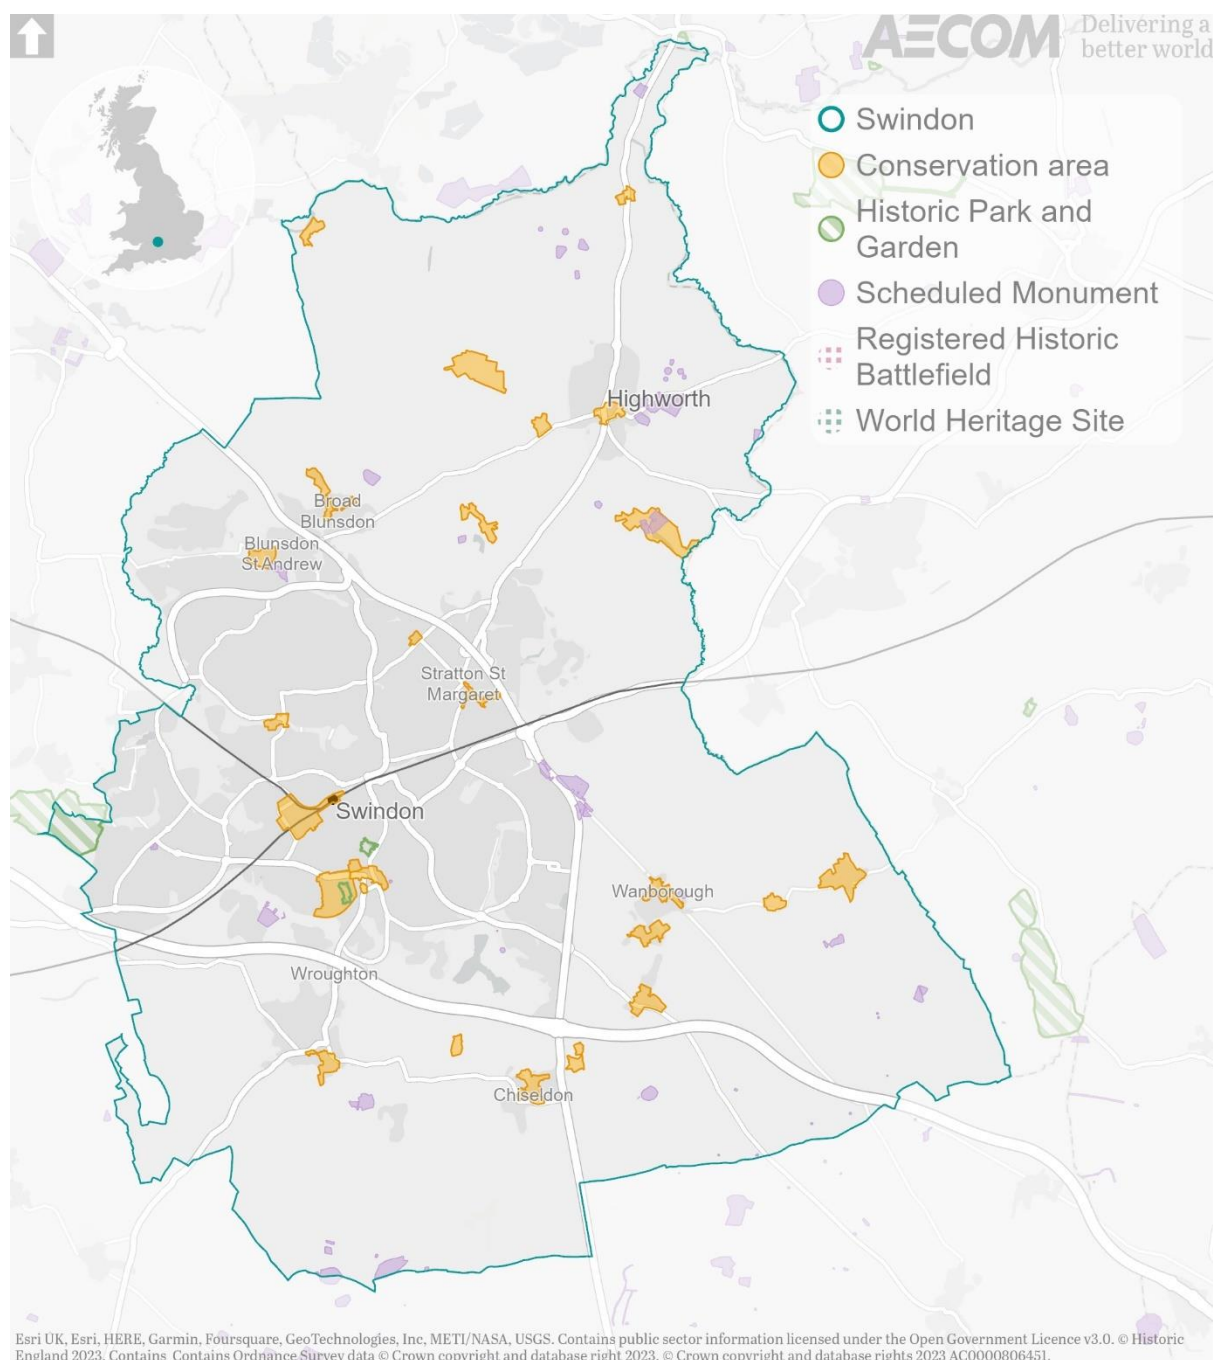 AECOM
Delivering a
better world
Swindon
Conservation area
Historic Park and
Garden
Scheduled Monument
Registered Historic
Battlefield
World Heritage Site
Highworth
Broad
Blunsdon
Blunsdon
St Andrew
Stratton St
Margaret
Swindon
Wanborough
Wroughton
Chiseldon
Esri UK, Esri, HERE, Garmin, Foursquare, GeoTechnologies, Inc, METI/NASA, USGS. Contains public sector information licensed under the Open Government Licence v3.0. © Historic
England 2023. Contains Contains Ordnance Survey data © Crown copyright and database right 2023. © Crown copyright and database rights 2023 AC0000806451.